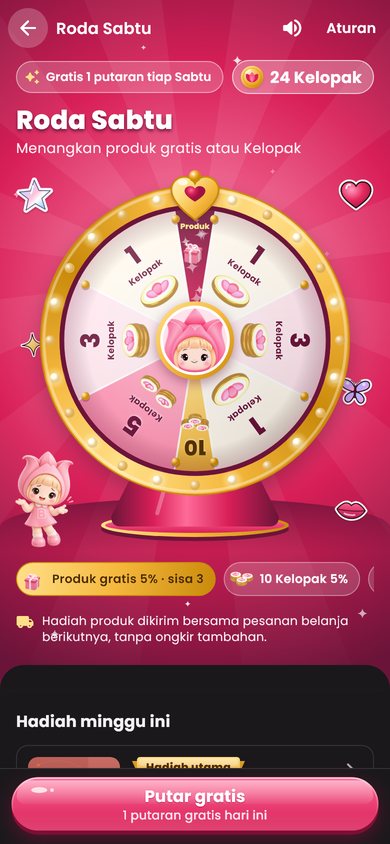 Roda Sabtu
Aturan
Gratis 1 putaran tiap Sabtu
24 Kelopak
Roda Sabtu
Menangkan produk gratis atau Kelopak
Produk
1 Kelopak
1 Kelopak
3 Kelopak
3 Kelopak
5 Kelopak
1 Kelopak
10
Produk gratis 5% · sisa 3
10 Kelopak 5%
Hadiah produk dikirim bersama pesanan belanja
berikutnya, tanpa ongkir tambahan.
Hadiah minggu ini
Hadiah utama
Putar gratis
1 putaran gratis hari ini